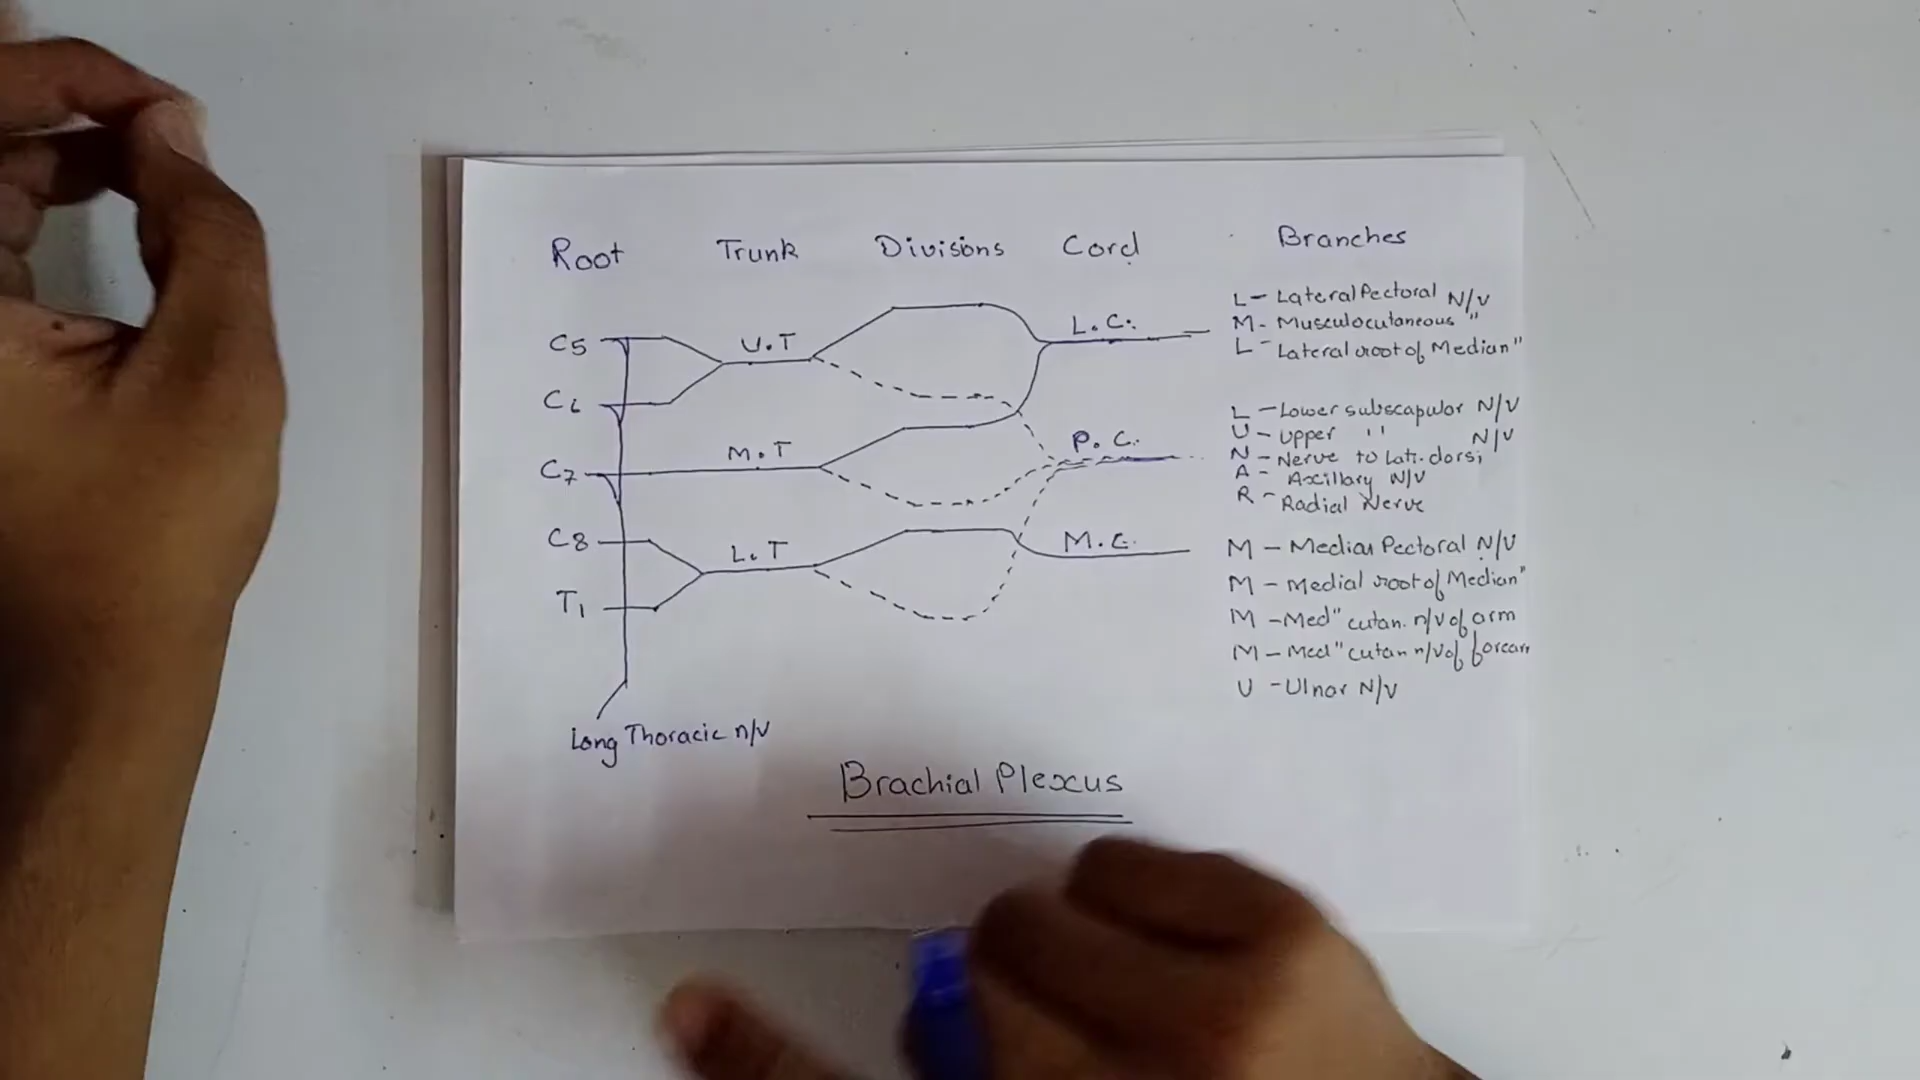 Root Trunk Divisions Cord Branches
C5 U.T L.C. L - Lateral Pectoral N/V
M - Musculocutaneous "
L - Lateral root of Median "
C6
L - Lower subscapular N/V
U - Upper " N/V
C7 M.T P.C. N - Nerve to Lat. dorsi
A - Axillary N/V
R - Radial Nerve
C8 L.T M.C. M - Median Pectoral N/V
M - Medial root of Median "
T1 M - Med" cutan. n/v of arm
M - Med" cutan n/v of forearm
U - Ulnar N/V
Long Thoracic n/v
Brachial Plexus